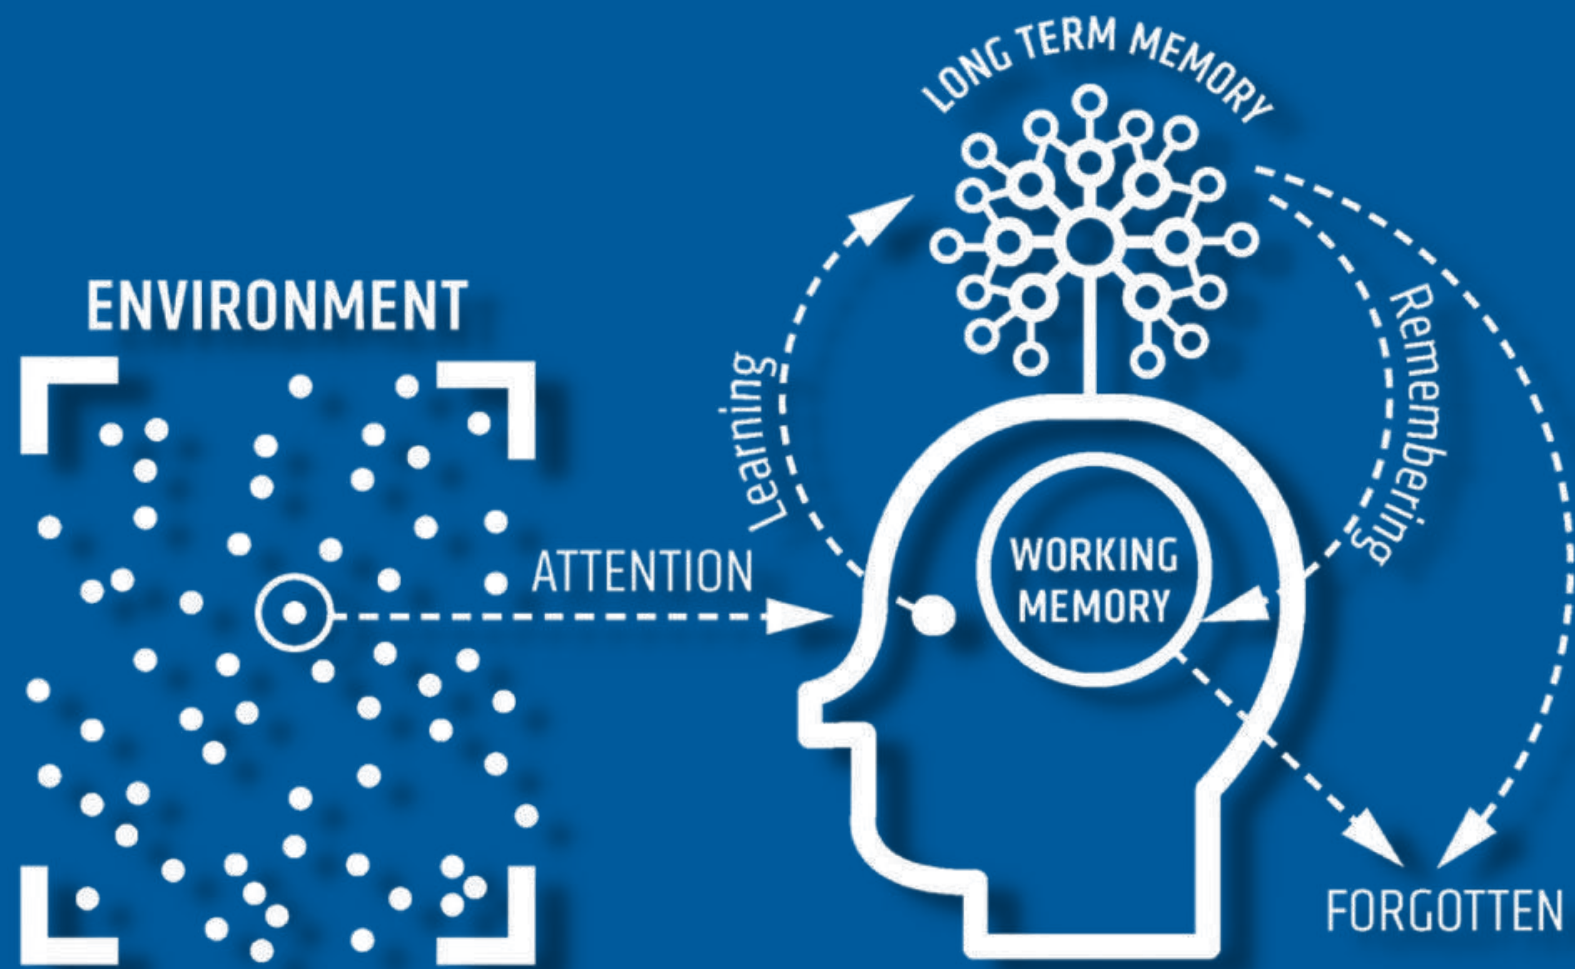 LONG TERM MEMORY
ENVIRONMENT
Learning
Remembering
ATTENTION
WORKING
MEMORY
FORGOTTEN